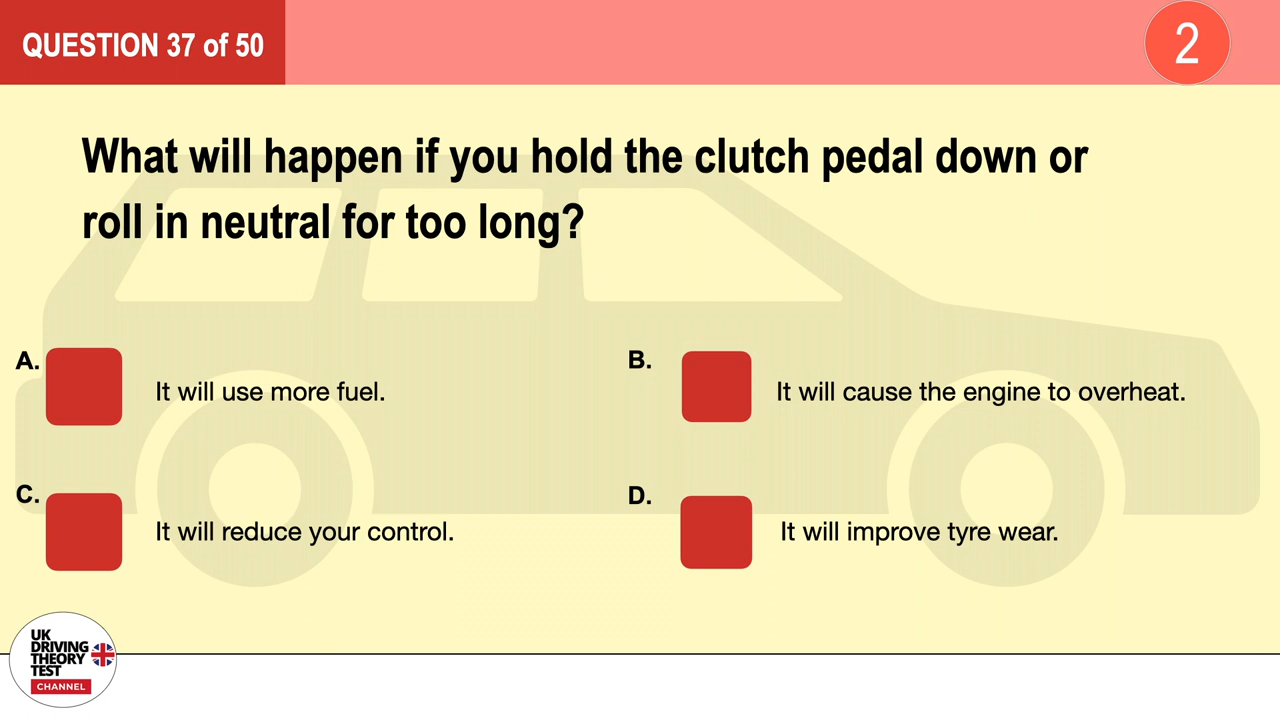 QUESTION 37 of 50
2
What will happen if you hold the clutch pedal down or
roll in neutral for too long?
A.
It will use more fuel.
B.
It will cause the engine to overheat.
C.
It will reduce your control.
D.
It will improve tyre wear.
UK
DRIVING
THEORY
TEST
CHANNEL